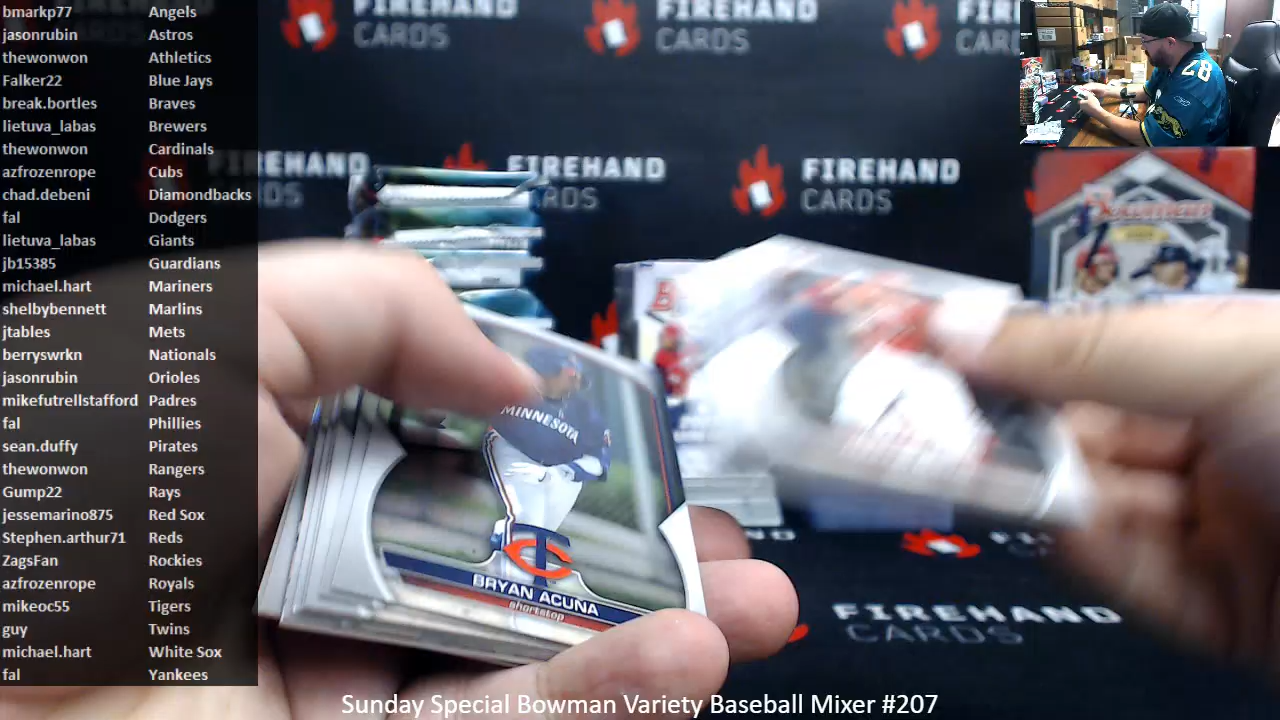 bmarkp77 Angels
jasonrubin Astros
thewonwon Athletics
Falker22 Blue Jays
break.bortles Braves
lietuva_labas Brewers
thewonwon Cardinals
azfrozenrope Cubs
chad.debeni Diamondbacks
fal Dodgers
lietuva_labas Giants
jb15385 Guardians
michael.hart Mariners
shelbybennett Marlins
jtables Mets
berryswrkn Nationals
jasonrubin Orioles
mikefutrellstafford Padres
fal Phillies
sean.duffy Pirates
thewonwon Rangers
Gump22 Rays
jessemarino875 Red Sox
Stephen.arthur71 Reds
ZagsFan Rockies
azfrozenrope Royals
mikeoc55 Tigers
guy Twins
michael.hart White Sox
fal Yankees
FIREHAND
CARDS
FIREHAND
CARDS
FIREHAND
CARDS
FIREHAND
FIREHAND
CARDS
FIREHAND
CARDS
28
MINNESOTA
TC
BRYAN ACUNA
shortstop
FIREHAND
CARDS
Sunday Special Bowman Variety Baseball Mixer #207